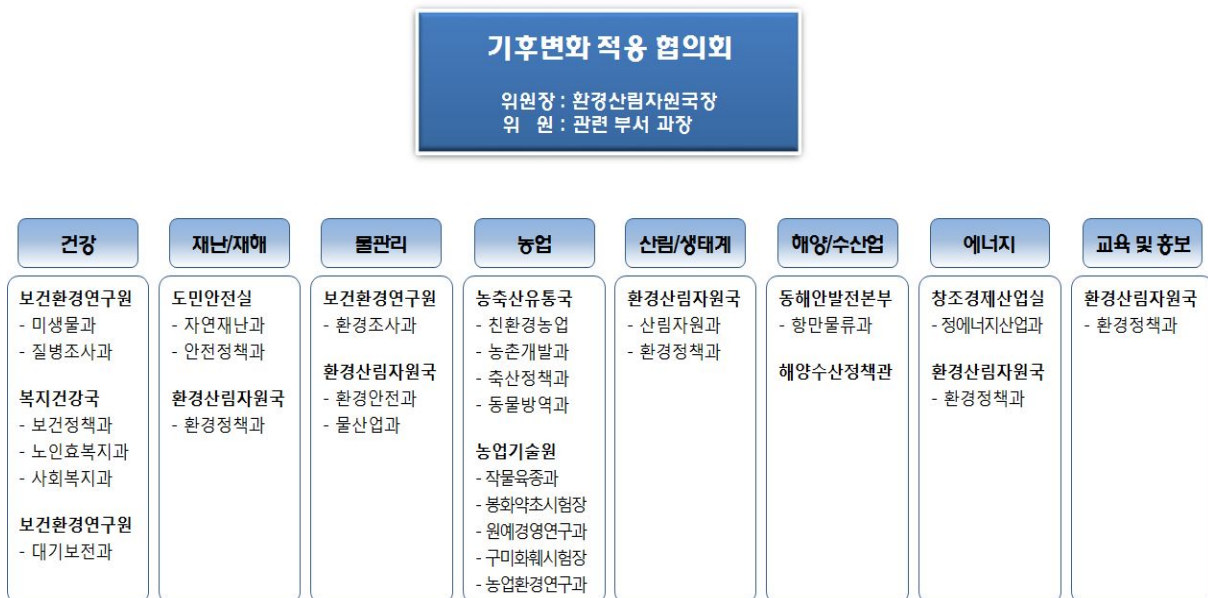 기후변화 적응 협의회
위원장 : 환경산림자원국장
위 원 : 관련 부서 과장
건강
보건환경연구원
- 미생물과
- 질병조사과
복지건강국
- 보건정책과
- 노인효복지과
- 사회복지과
보건환경연구원
- 대기보전과
재난/재해
도민안전실
- 자연재난과
- 안전정책과
환경산림자원국
- 환경정책과
물관리
보건환경연구원
- 환경조사과
환경산림자원국
- 환경안전과
- 물산업과
농업
농축산유통국
- 친환경농업
- 농촌개발과
- 축산정책과
- 동물방역과
농업기술원
- 작물육종과
- 봉화약초시험장
- 원예경영연구과
- 구미화훼시험장
- 농업환경연구과
산림/생태계
환경산림자원국
- 산림자원과
- 환경정책과
해양/수산업
동해안발전본부
- 항만물류과
해양수산정책관
에너지
창조경제산업실
- 정에너지산업과
환경산림자원국
- 환경정책과
교육 및 홍보
환경산림자원국
- 환경정책과